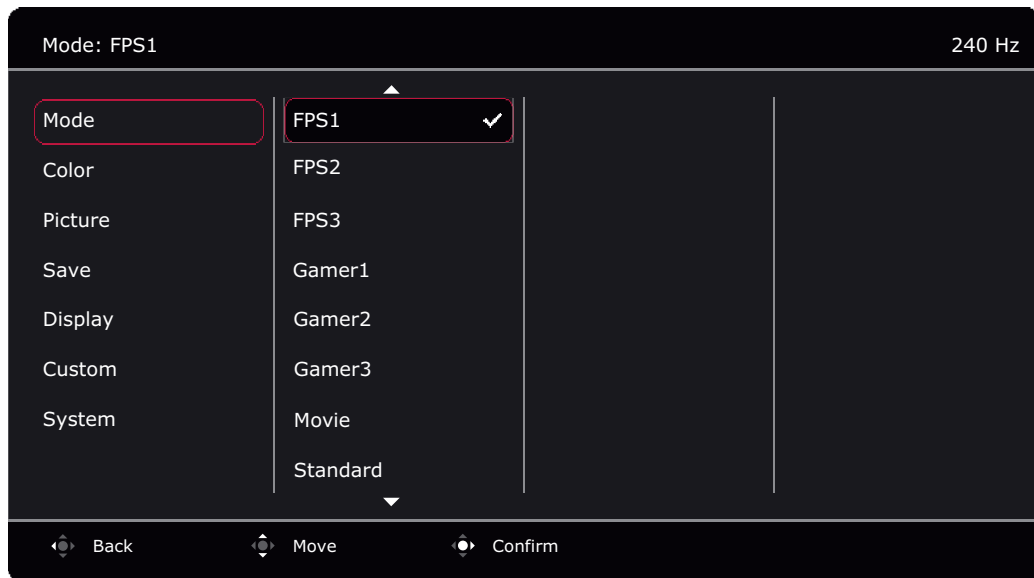 Mode: FPS1
240 Hz
Mode
Color
Picture
Save
Display
Custom
System
FPS1
FPS2
FPS3
Gamer1
Gamer2
Gamer3
Movie
Standard
Back
Move
Confirm